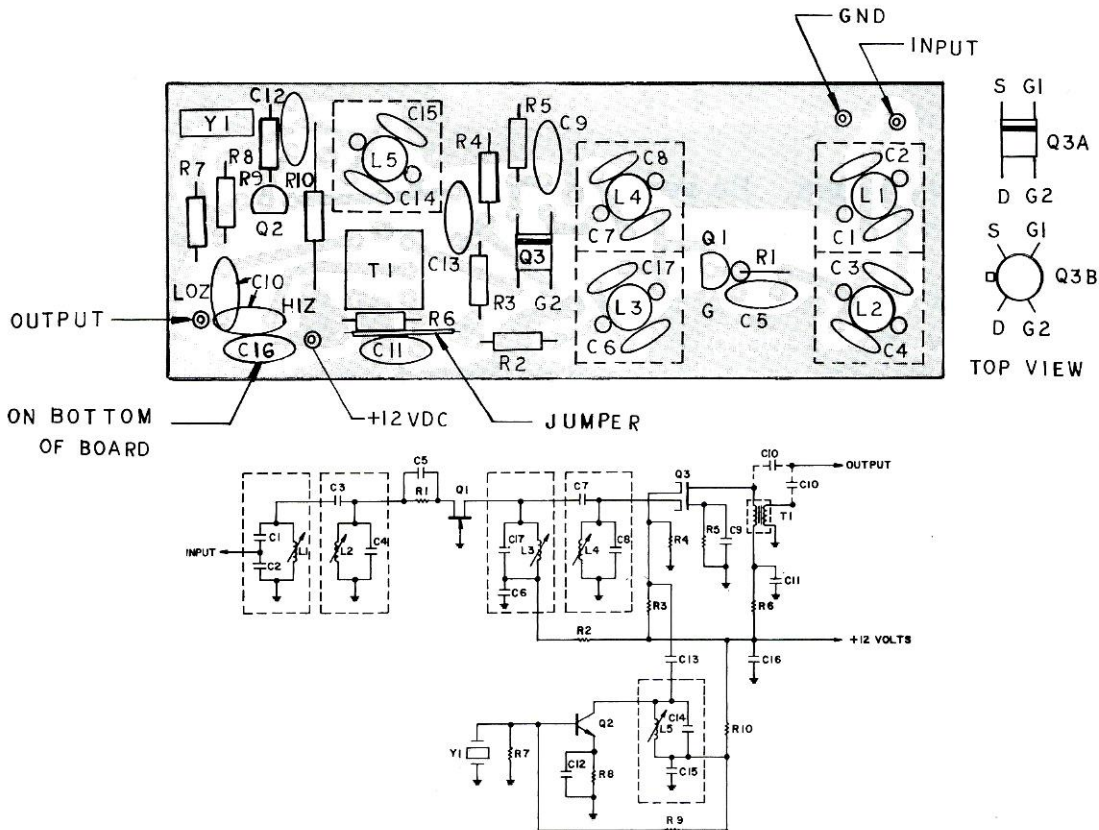 GND
INPUT
C12
Y1
C15
R5
C9
S G1
Q3A
D G2
R7
R8
R9
R10
L5
C14
R4
C8
L4
C7
C2
L1
C1
Q2
S G1
Q3B
D G2
TOP VIEW
Q3
C13
T1
Q1
R1
C17
L3
C6
C3
L2
C4
LOZ
C10
HIZ
R3
G2
G
C5
OUTPUT
R6
C16
C11
R2
ON BOTTOM
OF BOARD
+12VDC
JUMPER
C10
OUTPUT
C5
Q3
C3
R1
Q1
C7
C10
T1
C1
L1
L2
C4
C17
L3
L4
C8
R4
R5
C9
INPUT
C2
C6
R3
R6
C11
R2
+12 VOLTS
C13
C16
Q2
C14
L5
R10
Y1
R7
C12
R8
C15
R9